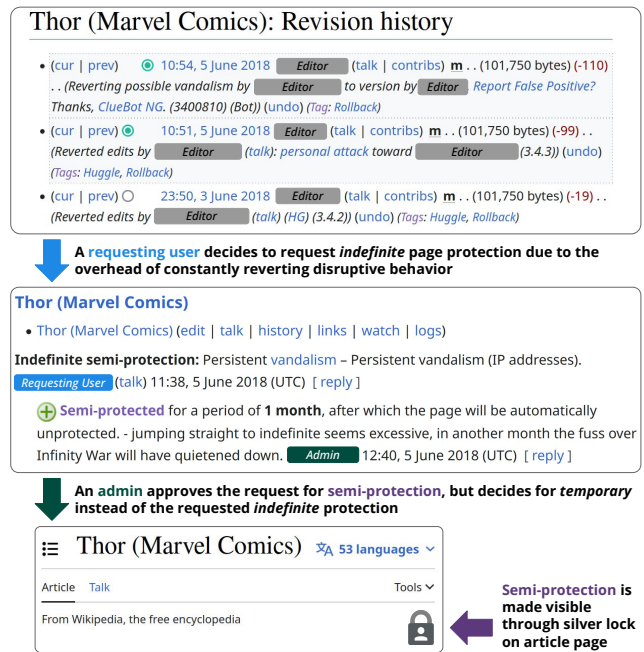 Thor (Marvel Comics): Revision history
• (cur | prev) 10:54, 5 June 2018 Editor (talk | contribs) m . . (101,750 bytes) (-110)
. . (Reverting possible vandalism by Editor to version by Editor. Report False Positive?
Thanks, ClueBot NG. (3400810) (Bot)) (undo) (Tag: Rollback)
• (cur | prev) 10:51, 5 June 2018 Editor (talk | contribs) m . . (101,750 bytes) (-99) . .
(Reverted edits by Editor (talk): personal attack toward Editor (3.4.3)) (undo)
(Tags: Huggle, Rollback)
• (cur | prev) 23:50, 3 June 2018 Editor (talk | contribs) m . . (101,750 bytes) (-19) . .
(Reverted edits by Editor (talk) (HG) (3.4.2)) (undo) (Tags: Huggle, Rollback)
A requesting user decides to request indefinite page protection due to the
overhead of constantly reverting disruptive behavior
Thor (Marvel Comics)
• Thor (Marvel Comics) (edit | talk | history | links | watch | logs)
Indefinite semi-protection: Persistent vandalism – Persistent vandalism (IP addresses).
Requesting User (talk) 11:38, 5 June 2018 (UTC) [ reply ]
Semi-protected for a period of 1 month, after which the page will be automatically
unprotected. - jumping straight to indefinite seems excessive, in another month the fuss over
Infinity War will have quietened down. Admin 12:40, 5 June 2018 (UTC) [ reply ]
An admin approves the request for semi-protection, but decides for temporary
instead of the requested indefinite protection
Thor (Marvel Comics) 文A 53 languages
Article Talk Tools
From Wikipedia, the free encyclopedia
Semi-protection is
made visible
through silver lock
on article page